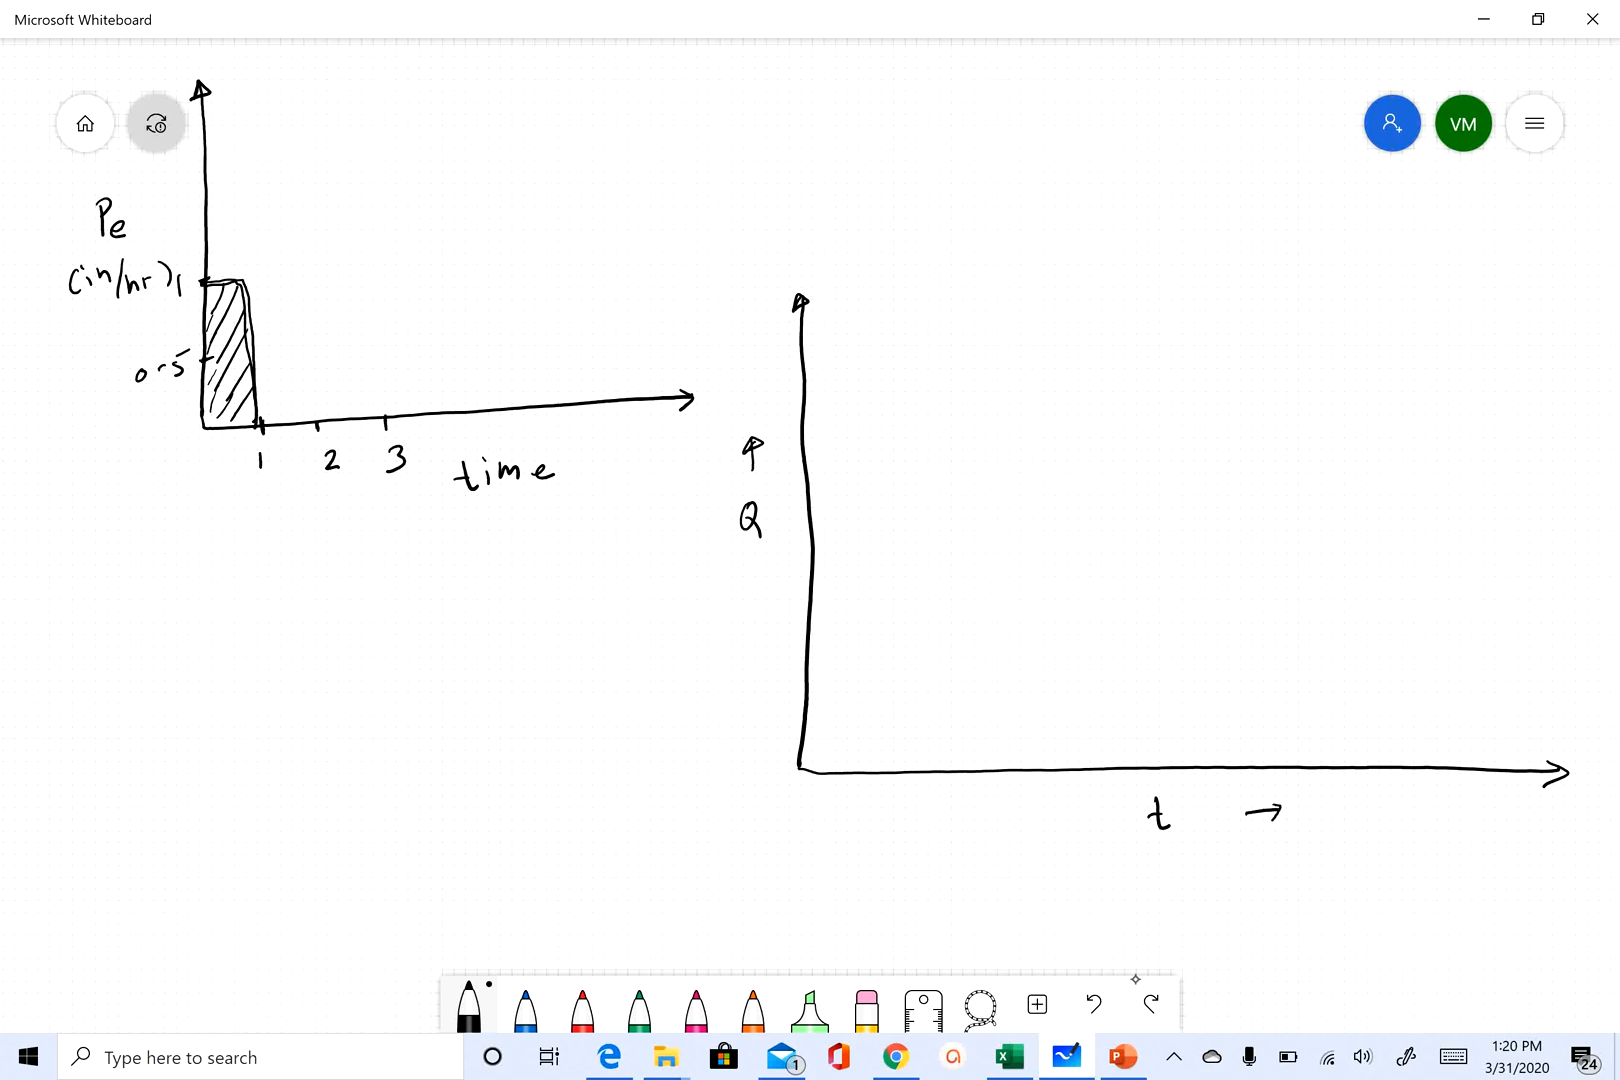 Microsoft Whiteboard
VM
Pe
(in/hr)
1
0.5
1 2 3
time
Q
t
Type here to search
1
1:20 PM
3/31/2020
24